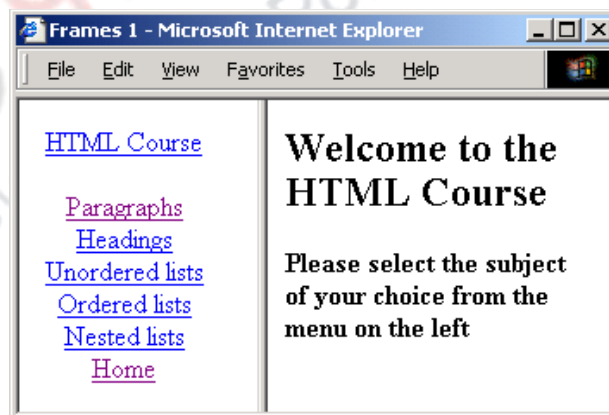 Frames 1 - Microsoft Internet Explorer
File Edit View Favorites Tools Help
HTML Course
Paragraphs
Headings
Unordered lists
Ordered lists
Nested lists
Home
Welcome to the
HTML Course
Please select the subject
of your choice from the
menu on the left